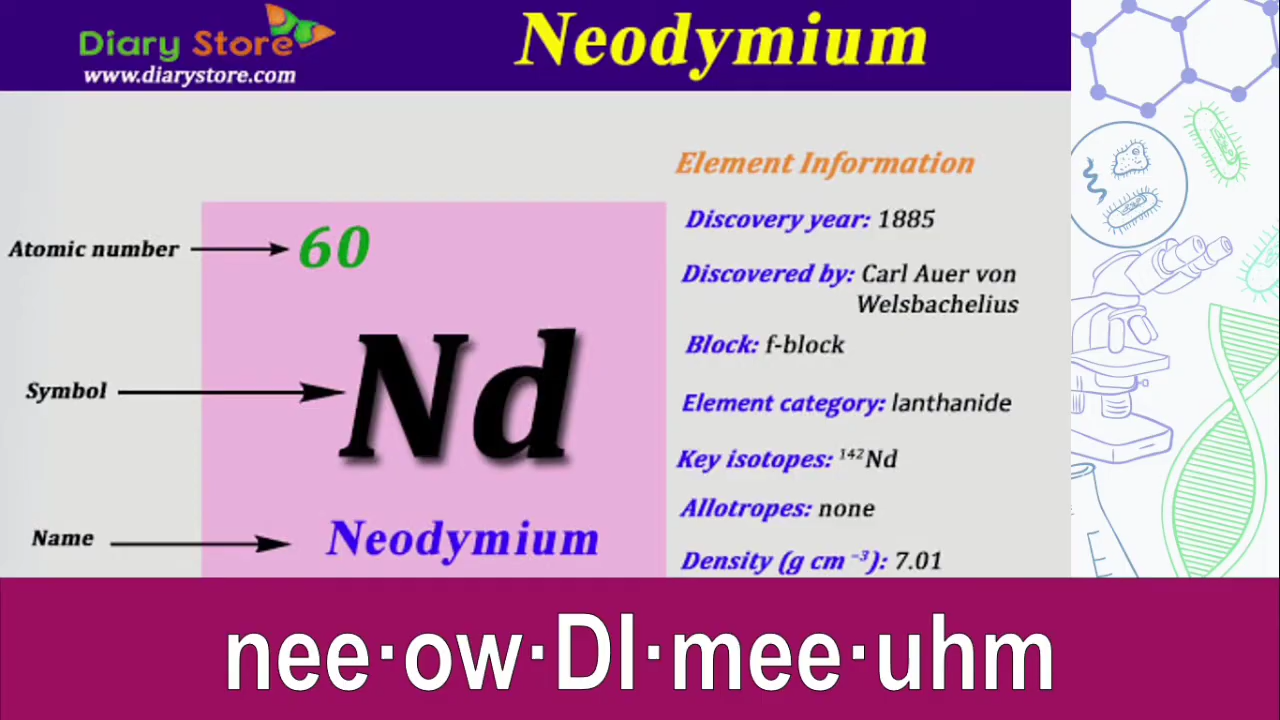 Diary Store
www.diarystore.com
Neodymium
Element Information
Atomic number
60
Discovery year: 1885
Discovered by: Carl Auer von
Welsbachelius
Symbol
Nd
Block: f-block
Element category: lanthanide
Key isotopes: ¹⁴²Nd
Allotropes: none
Name
Neodymium
Density (g cm ⁻³): 7.01
E
nee·ow·DI·mee·uhm